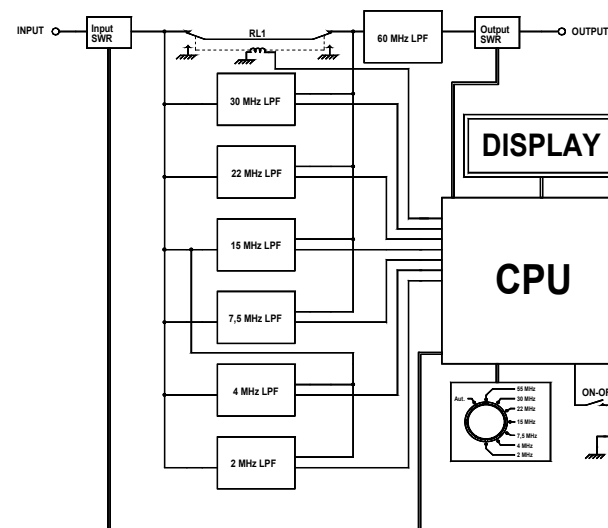 INPUT
Input
SWR
RL1
60 MHz LPF
Output
SWR
OUTPUT
30 MHz LPF
22 MHz LPF
15 MHz LPF
7,5 MHz LPF
4 MHz LPF
2 MHz LPF
DISPLAY
CPU
Aut.
55 MHz
30 MHz
22 MHz
15 MHz
7,5 MHz
4 MHz
2 MHz
ON-OF